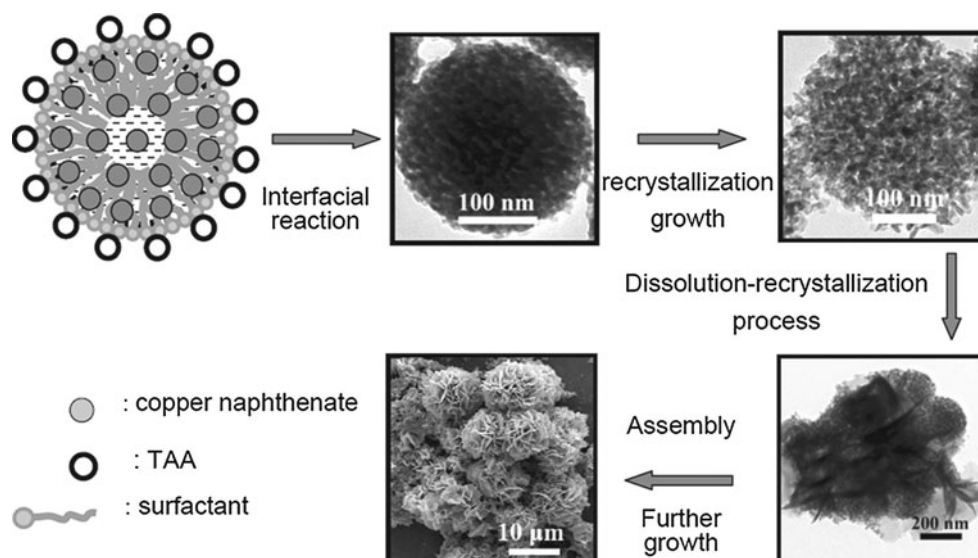 Interfacial
reaction
100 nm
recrystallization
growth
100 nm
Dissolution-recrystallization
process
: copper naphthenate
: TAA
: surfactant
10 µm
Assembly
Further
growth
200 nm